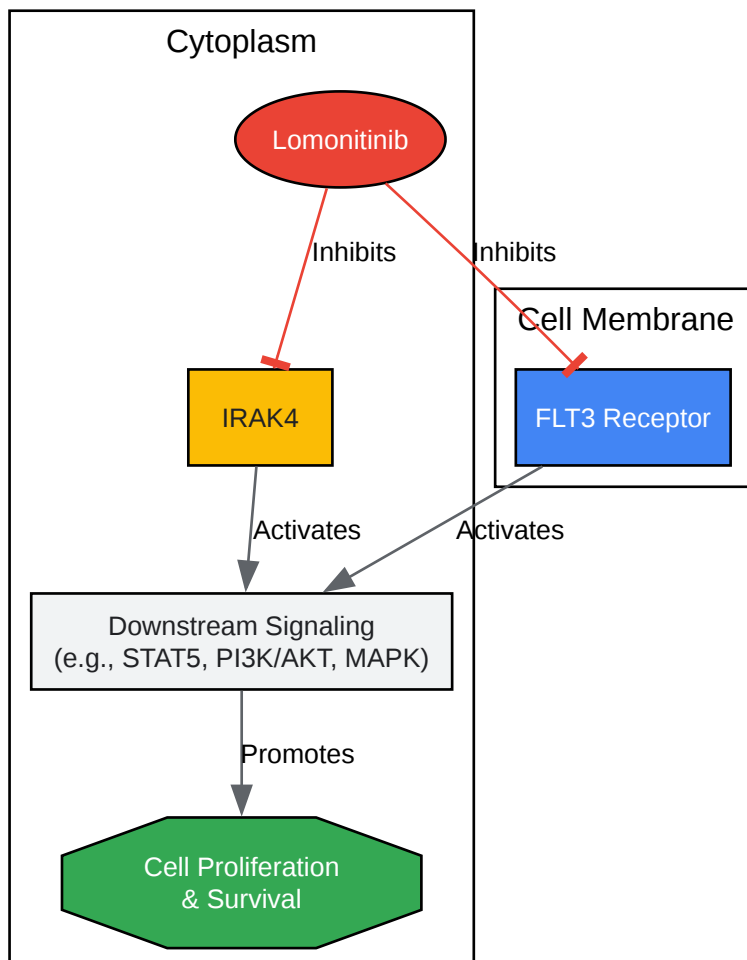 Cytoplasm
Lomonitinib
Inhibits
Inhibits
Cell Membrane
IRAK4
FLT3 Receptor
Activates
Activates
Downstream Signaling
(e.g., STAT5, PI3K/AKT, MAPK)
Promotes
Cell Proliferation
& Survival